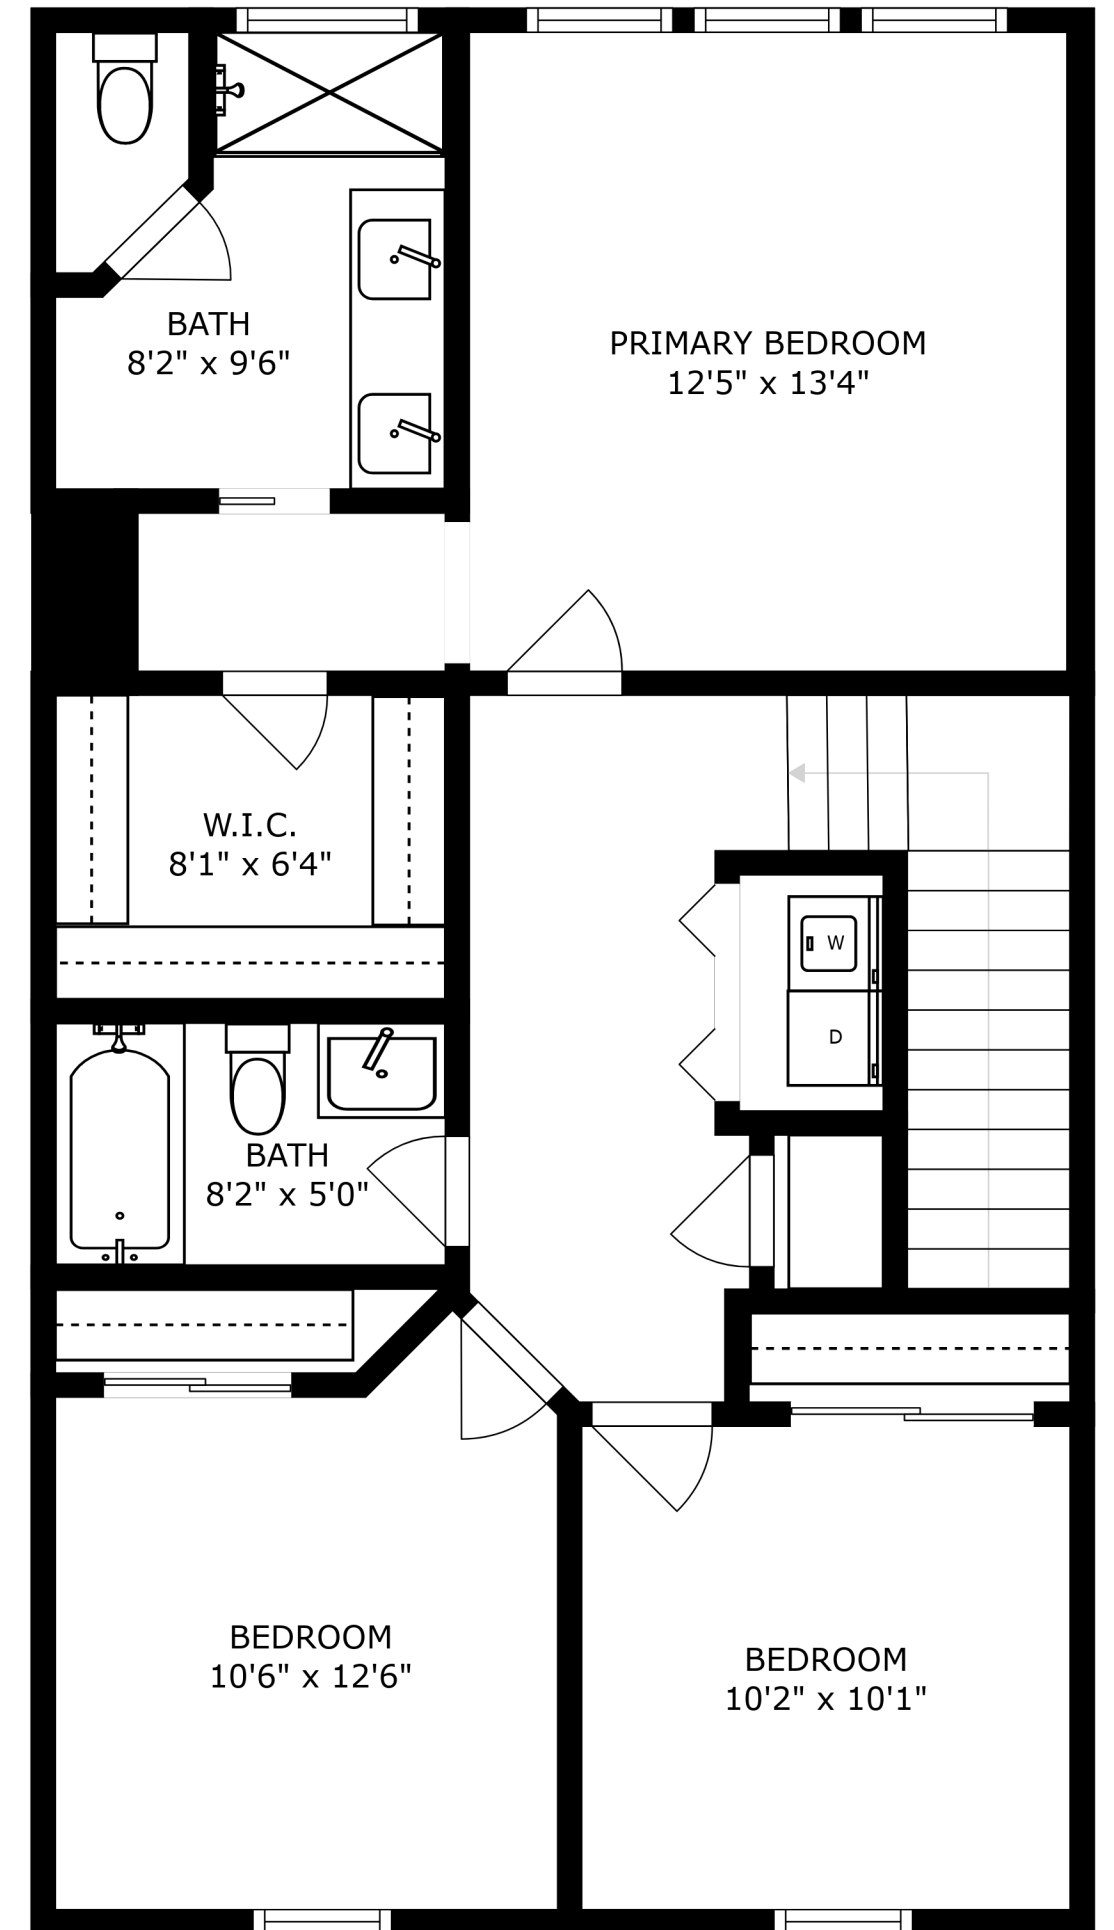 BATH
8'2" x 9'6"
PRIMARY BEDROOM
12'5" x 13'4"
W.I.C.
8'1" x 6'4"
W
D
BATH
8'2" x 5'0"
BEDROOM
10'6" x 12'6"
BEDROOM
10'2" x 10'1"